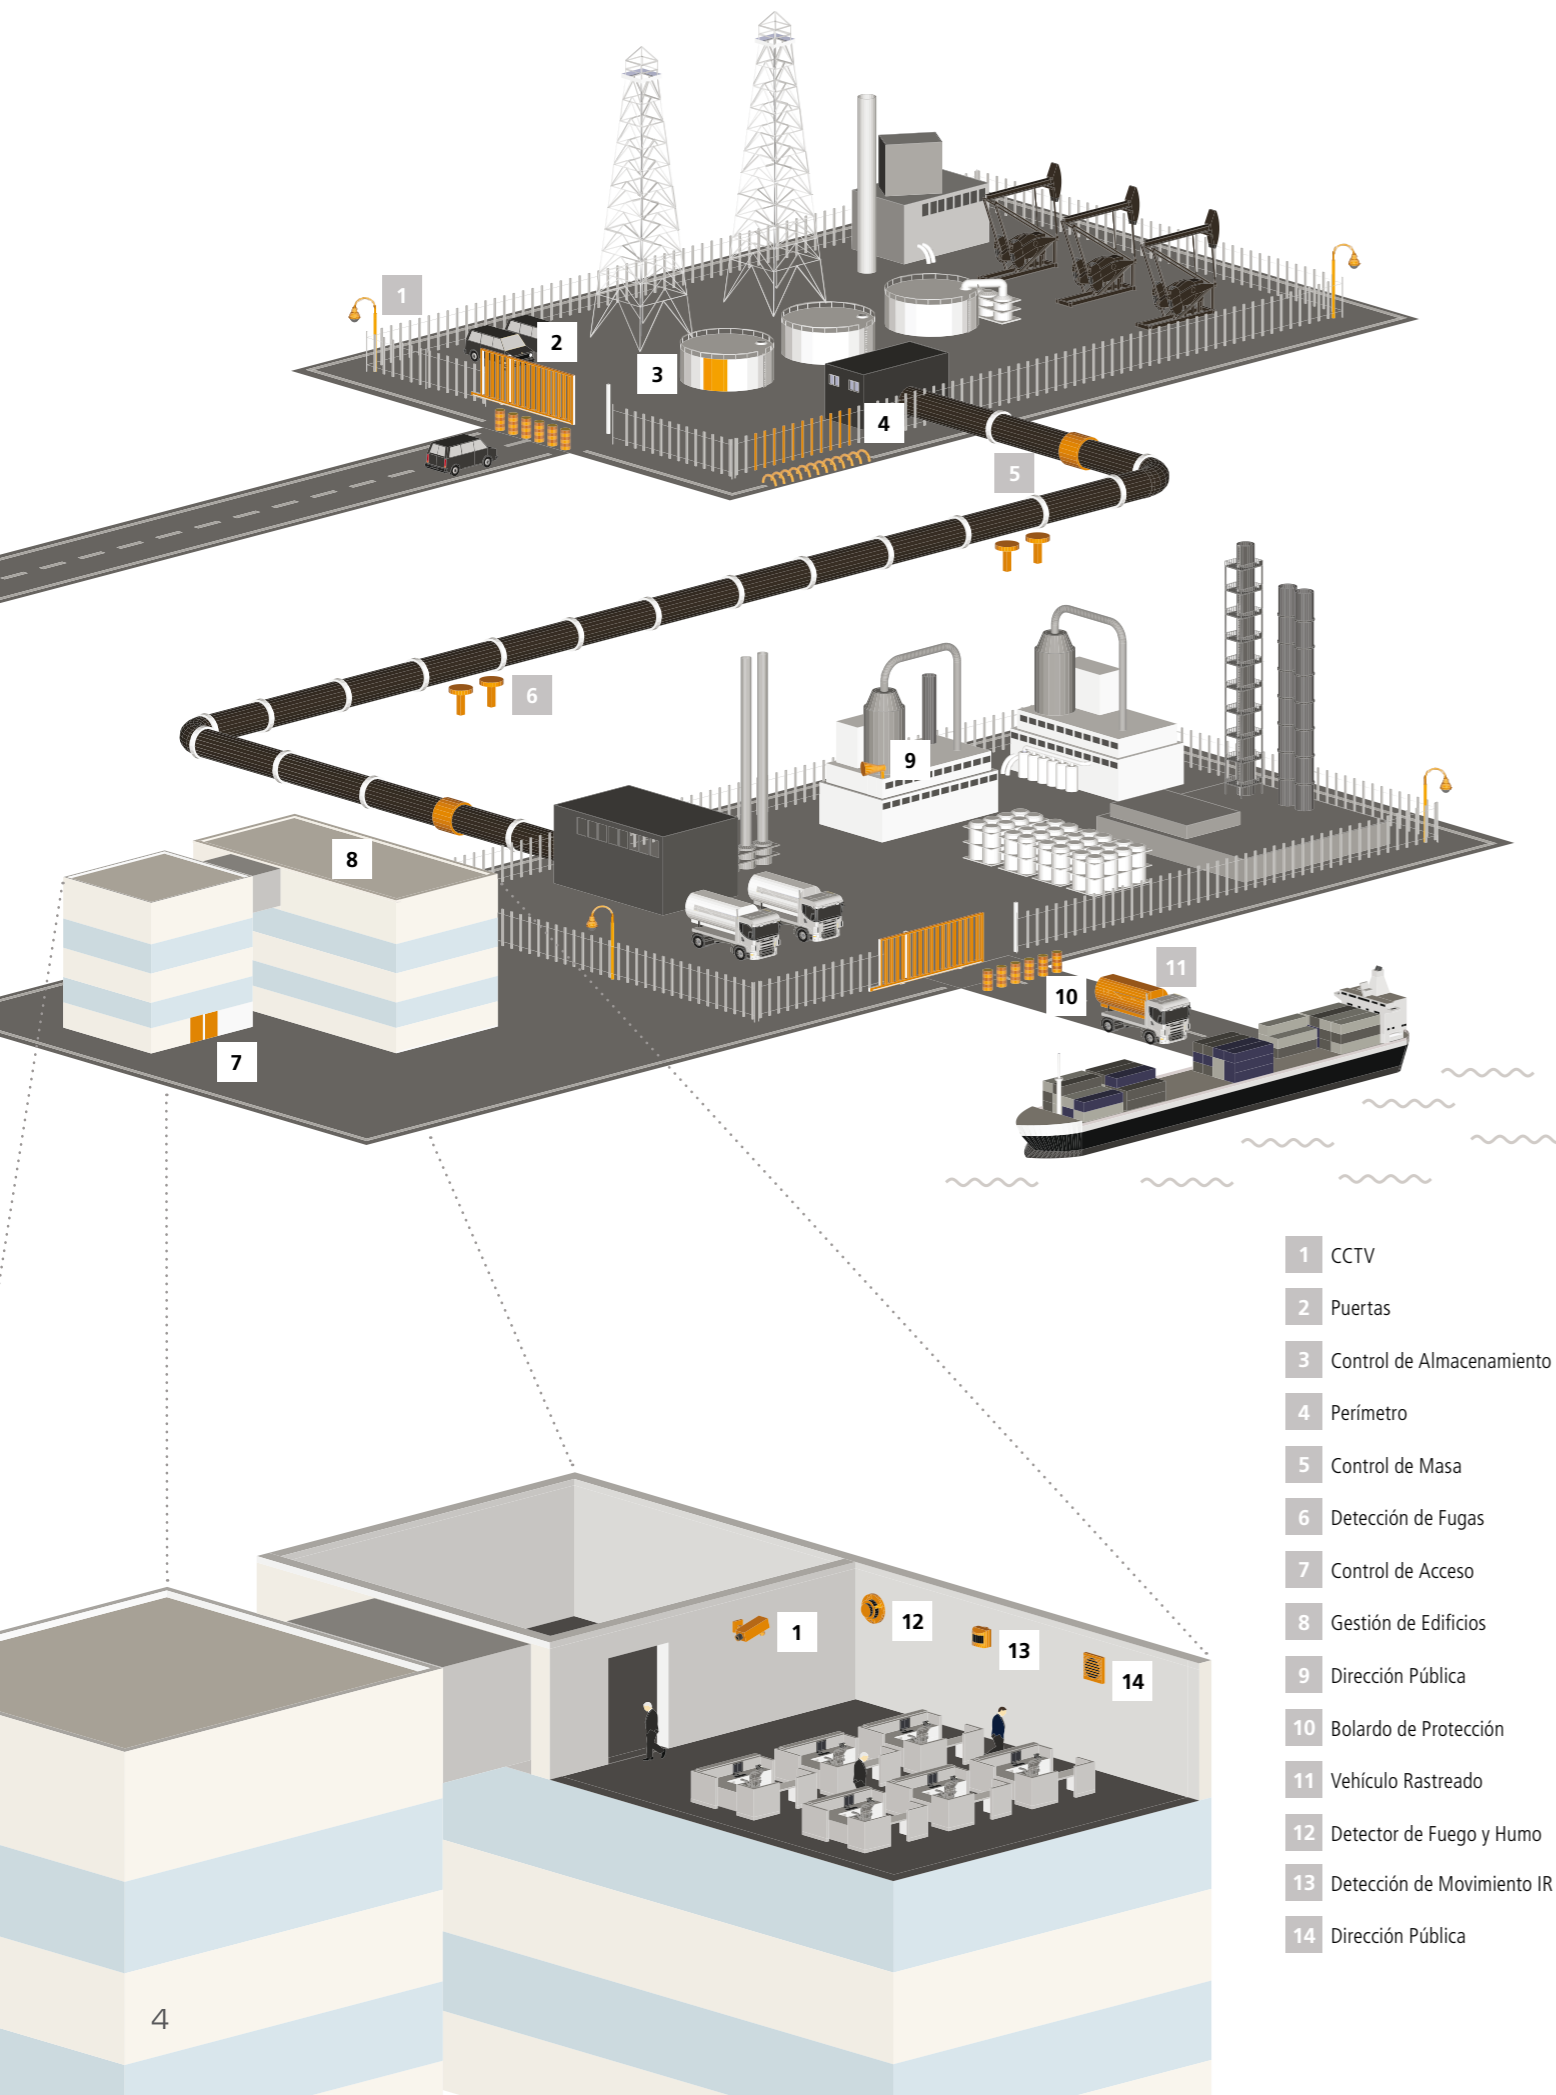 1
2
3
4
5
6
9
8
11
10
7
1 CCTV
2 Puertas
3 Control de Almacenamiento
4 Perímetro
5 Control de Masa
6 Detección de Fugas
7 Control de Acceso
8 Gestión de Edificios
9 Dirección Pública
10 Bolardo de Protección
11 Vehículo Rastreado
12 Detector de Fuego y Humo
13 Detección de Movimiento IR
14 Dirección Pública
1
12
13
14
4